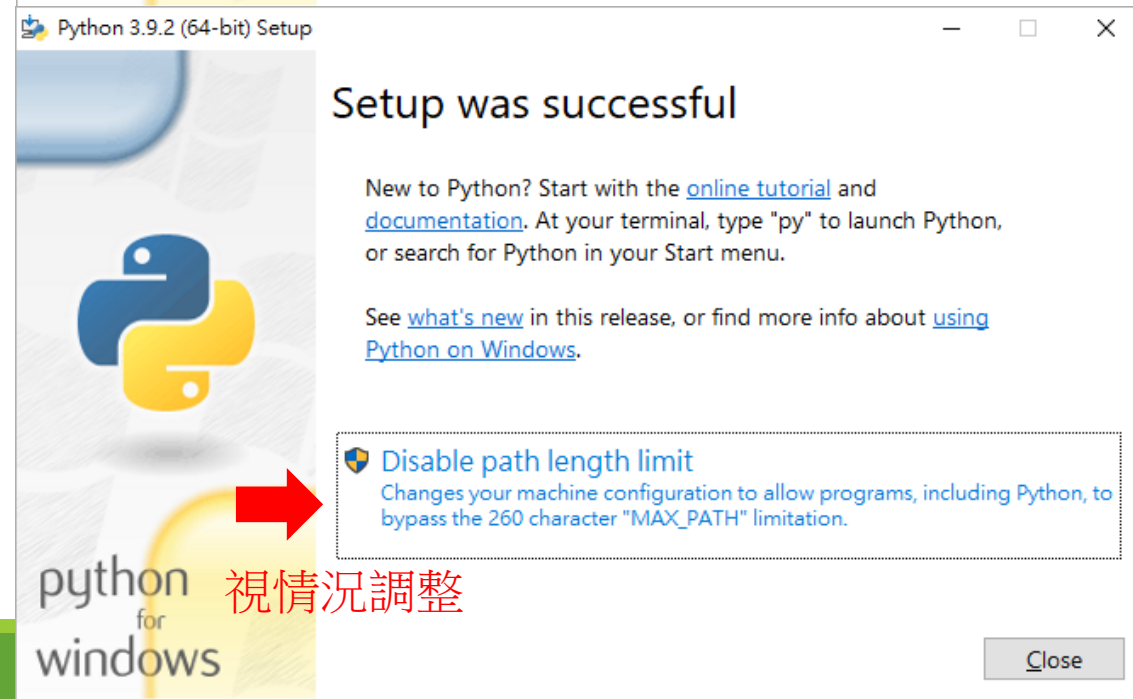 Python 3.9.2 (64-bit) Setup
Setup was successful
New to Python? Start with the online tutorial and
documentation. At your terminal, type "py" to launch Python,
or search for Python in your Start menu.
See what's new in this release, or find more info about using
Python on Windows.
Disable path length limit
Changes your machine configuration to allow programs, including Python, to
bypass the 260 character "MAX_PATH" limitation.
視情況調整
python
for
windows
Close